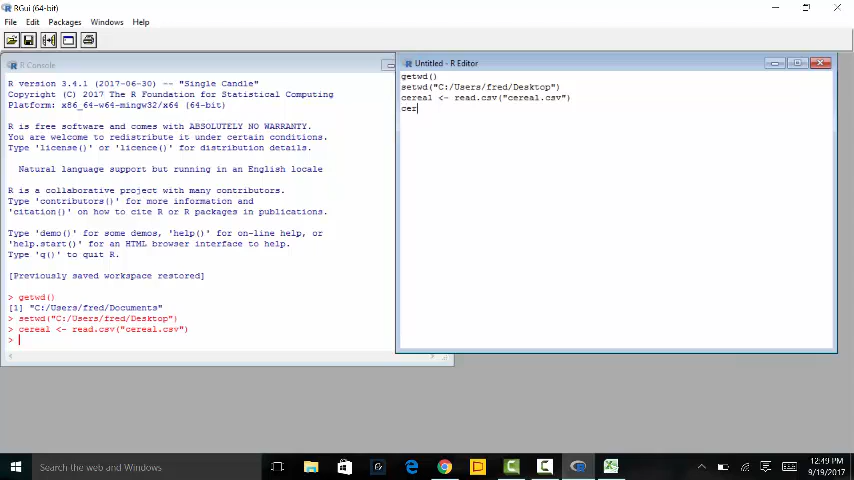 RGui (64-bit)
File Edit Packages Windows Help
R Console
R version 3.4.1 (2017-06-30) -- "Single Candle"
Copyright (C) 2017 The R Foundation for Statistical Computing
Platform: x86_64-w64-mingw32/x64 (64-bit)
R is free software and comes with ABSOLUTELY NO WARRANTY.
You are welcome to redistribute it under certain conditions.
Type 'license()' or 'licence()' for distribution details.
Natural language support but running in an English locale
R is a collaborative project with many contributors.
Type 'contributors()' for more information and
'citation()' on how to cite R or R packages in publications.
Type 'demo()' for some demos, 'help()' for on-line help, or
'help.start()' for an HTML browser interface to help.
Type 'q()' to quit R.
[Previously saved workspace restored]
> getwd()
[1] "C:/Users/fred/Documents"
> setwd("C:/Users/fred/Desktop")
> cereal <- read.csv("cereal.csv")
>
Untitled - R Editor
getwd()
setwd("C:/Users/fred/Desktop")
cereal <- read.csv("cereal.csv")
cer
Search the web and Windows
12:49 PM
9/19/2017